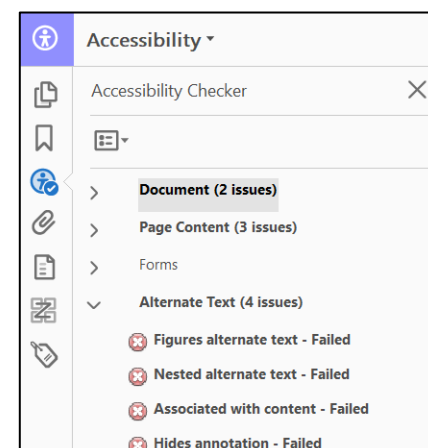 Accessibility
Accessibility Checker
Document (2 issues)
Page Content (3 issues)
Forms
Alternate Text (4 issues)
Figures alternate text - Failed
Nested alternate text - Failed
Associated with content - Failed
Hides annotation - Failed